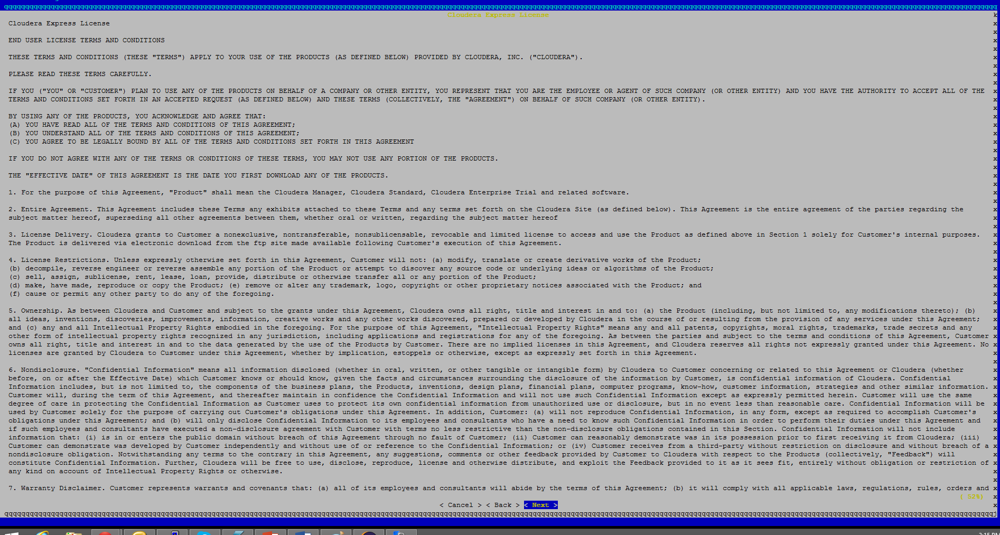 qqqqqqqqqqqqqqqqqqqqqqqqqqqqqqqqqqqqqqqqqqqqqqqqqqqqqqqqqqqqqqqqqqqqqqqqqqqqqqqqqqqqqqqqqqqqqqqqqqqqqqqqqqqqqqqqqqqqqqqqqqqqqqqqqqqqqqqqqqqqqqqqqqqqqqqqqqqqqqqqqqqqqqqqqqqqqqqqqqqqqqqqqqqqqqqqqqqqqqqqqqqqqqqqqqqqqqqqqqqqqqqqqqq
Cloudera Express License k
Cloudera Express License x
x
END USER LICENSE TERMS AND CONDITIONS x
x
THESE TERMS AND CONDITIONS (THESE "TERMS") APPLY TO YOUR USE OF THE PRODUCTS (AS DEFINED BELOW) PROVIDED BY CLOUDERA, INC. ("CLOUDERA"). x
x
PLEASE READ THESE TERMS CAREFULLY. x
x
IF YOU ("YOU" OR "CUSTOMER") PLAN TO USE ANY OF THE PRODUCTS ON BEHALF OF A COMPANY OR OTHER ENTITY, YOU REPRESENT THAT YOU ARE THE EMPLOYEE OR AGENT OF SUCH COMPANY (OR OTHER ENTITY) AND YOU HAVE THE AUTHORITY TO ACCEPT ALL OF THE x
TERMS AND CONDITIONS SET FORTH IN AN ACCEPTED REQUEST (AS DEFINED BELOW) AND THESE TERMS (COLLECTIVELY, THE "AGREEMENT") ON BEHALF OF SUCH COMPANY (OR OTHER ENTITY). x
x
BY USING ANY OF THE PRODUCTS, YOU ACKNOWLEDGE AND AGREE THAT: x
(A) YOU HAVE READ ALL OF THE TERMS AND CONDITIONS OF THIS AGREEMENT; x
(B) YOU UNDERSTAND ALL OF THE TERMS AND CONDITIONS OF THIS AGREEMENT; x
(C) YOU AGREE TO BE LEGALLY BOUND BY ALL OF THE TERMS AND CONDITIONS SET FORTH IN THIS AGREEMENT x
x
IF YOU DO NOT AGREE WITH ANY OF THE TERMS OR CONDITIONS OF THESE TERMS, YOU MAY NOT USE ANY PORTION OF THE PRODUCTS. x
x
THE "EFFECTIVE DATE" OF THIS AGREEMENT IS THE DATE YOU FIRST DOWNLOAD ANY OF THE PRODUCTS. x
x
1. For the purpose of this Agreement, "Product" shall mean the Cloudera Manager, Cloudera Standard, Cloudera Enterprise Trial and related software. x
x
2. Entire Agreement. This Agreement includes these Terms any exhibits attached to these Terms and any terms set forth on the Cloudera Site (as defined below). This Agreement is the entire agreement of the parties regarding the x
subject matter hereof, superseding all other agreements between them, whether oral or written, regarding the subject matter hereof x
x
3. License Delivery. Cloudera grants to Customer a nonexclusive, nontransferable, nonsublicensable, revocable and limited license to access and use the Product as defined above in Section 1 solely for Customer's internal purposes. x
The Product is delivered via electronic download from the ftp site made available following Customer's execution of this Agreement. x
x
4. License Restrictions. Unless expressly otherwise set forth in this Agreement, Customer will not: (a) modify, translate or create derivative works of the Product; x
(b) decompile, reverse engineer or reverse assemble any portion of the Product or attempt to discover any source code or underlying ideas or algorithms of the Product; x
(c) sell, assign, sublicense, rent, lease, loan, provide, distribute or otherwise transfer all or any portion of the Product; x
(d) make, have made, reproduce or copy the Product; (e) remove or alter any trademark, logo, copyright or other proprietary notices associated with the Product; and x
(f) cause or permit any other party to do any of the foregoing. x
x
5. Ownership. As between Cloudera and Customer and subject to the grants under this Agreement, Cloudera owns all right, title and interest in and to: (a) the Product (including, but not limited to, any modifications thereto); (b) x
all ideas, inventions, discoveries, improvements, information, creative works and any other works discovered, prepared or developed by Cloudera in the course of or resulting from the provision of any services under this Agreement; x
and (c) any and all Intellectual Property Rights embodied in the foregoing. For the purpose of this Agreement, "Intellectual Property Rights" means any and all patents, copyrights, moral rights, trademarks, trade secrets and any x
other form of intellectual property rights recognized in any jurisdiction, including applications and registrations for any of the foregoing. As between the parties and subject to the terms and conditions of this Agreement, Customer x
owns all right, title and interest in and to the data generated by the use of the Products by Customer. There are no implied licenses in this Agreement, and Cloudera reserves all rights not expressly granted under this Agreement. No x
licenses are granted by Cloudera to Customer under this Agreement, whether by implication, estoppels or otherwise, except as expressly set forth in this Agreement. x
x
6. Nondisclosure. "Confidential Information" means all information disclosed (whether in oral, written, or other tangible or intangible form) by Cloudera to Customer concerning or related to this Agreement or Cloudera (whether x
before, on or after the Effective Date) which Customer knows or should know, given the facts and circumstances surrounding the disclosure of the information by Customer, is confidential information of Cloudera. Confidential x
Information includes, but is not limited to, the components of the business plans, the Products, inventions, design plans, financial plans, computer programs, know-how, customer information, strategies and other similar information. x
Customer will, during the term of this Agreement, and thereafter maintain in confidence the Confidential Information and will not use such Confidential Information except as expressly permitted herein. Customer will use the same x
degree of care in protecting the Confidential Information as Customer uses to protect its own confidential information from unauthorized use or disclosure, but in no event less than reasonable care. Confidential Information will be x
used by Customer solely for the purpose of carrying out Customer's obligations under this Agreement. In addition, Customer: (a) will not reproduce Confidential Information, in any form, except as required to accomplish Customer's x
obligations under this Agreement; and (b) will only disclose Confidential Information to its employees and consultants who have a need to know such Confidential Information in order to perform their duties under this Agreement and x
if such employees and consultants have executed a non-disclosure agreement with Customer with terms no less restrictive than the non-disclosure obligations contained in this Section. Confidential Information will not include x
information that: (i) is in or enters the public domain without breach of this Agreement through no fault of Customer; (ii) Customer can reasonably demonstrate was in its possession prior to first receiving it from Cloudera; (iii) x
Customer can demonstrate was developed by Customer independently and without use of or reference to the Confidential Information; or (iv) Customer receives from a third-party without restriction on disclosure and without breach of a x
nondisclosure obligation. Notwithstanding any terms to the contrary in this Agreement, any suggestions, comments or other feedback provided by Customer to Cloudera with respect to the Products (collectively, "Feedback") will x
constitute Confidential Information. Further, Cloudera will be free to use, disclose, reproduce, license and otherwise distribute, and exploit the Feedback provided to it as it sees fit, entirely without obligation or restriction of x
any kind on account of Intellectual Property Rights or otherwise. x
x
7. Warranty Disclaimer. Customer represents warrants and covenants that: (a) all of its employees and consultants will abide by the terms of this Agreement; (b) it will comply with all applicable laws, regulations, rules, orders and x
( 52%) x
< Cancel > < Back > < Next > x
qqqqqqqqqqqqqqqqqqqqqqqqqqqqqqqqqqqqqqqqqqqqqqqqqqqqqqqqqqqqqqqqqqqqqqqqqqqqqqqqqqqqqqqqqqqqqqqqqqqqqqqqqqqqqqqqqqqqqqqqqqqqqqqqqqqqqqqqqqqqqqqqqqqqqqqqqqqqqqqqqqqqqqqqqqqqqqqqqqqqqqqqqqqqqqqqqqqqqqqqqqqqqqqqqqqqqqqqqqqqqqqqqqj